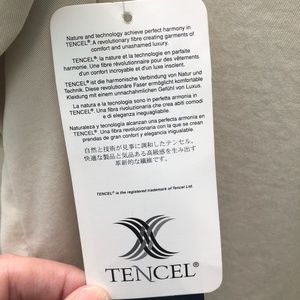 Nature and technology achieve perfect harmony in
TENCEL®. A revolutionary fibre creating garments of
comfort and unashamed luxury.
TENCEL®. la nature et la technologie en parfaite
harmonie. Une fibre révolutionnaire pour des vêtements
d'un confort incroyable et d'un luxe insolent.
TENCEL® ist die harmonische Verbindung von Natur und
Technik. Diese revolutionäre Faser ermöglicht komfortable
Kleidung mit einem unnachahmlichen Gefühl von Luxus.
La natura e la tecnologia sono in perfetta armonia in
TENCEL®. Una fibra rivoluzionaria che crea abiti comodi
e di eleganza ineguagliabile.
Naturaleza y tecnología alcanzan una perfecta armonía en
TENCEL®. Una fibra revolucionaria con la que se crean
prendas de gran confort y elegancia inigualable.
自然と技術が見事に調和したテンセル。
快適な製品と気品ある高級感を生み出す
革新的な繊維です。
TENCEL® is the registered trademark of Tencel Ltd.
TENCEL®